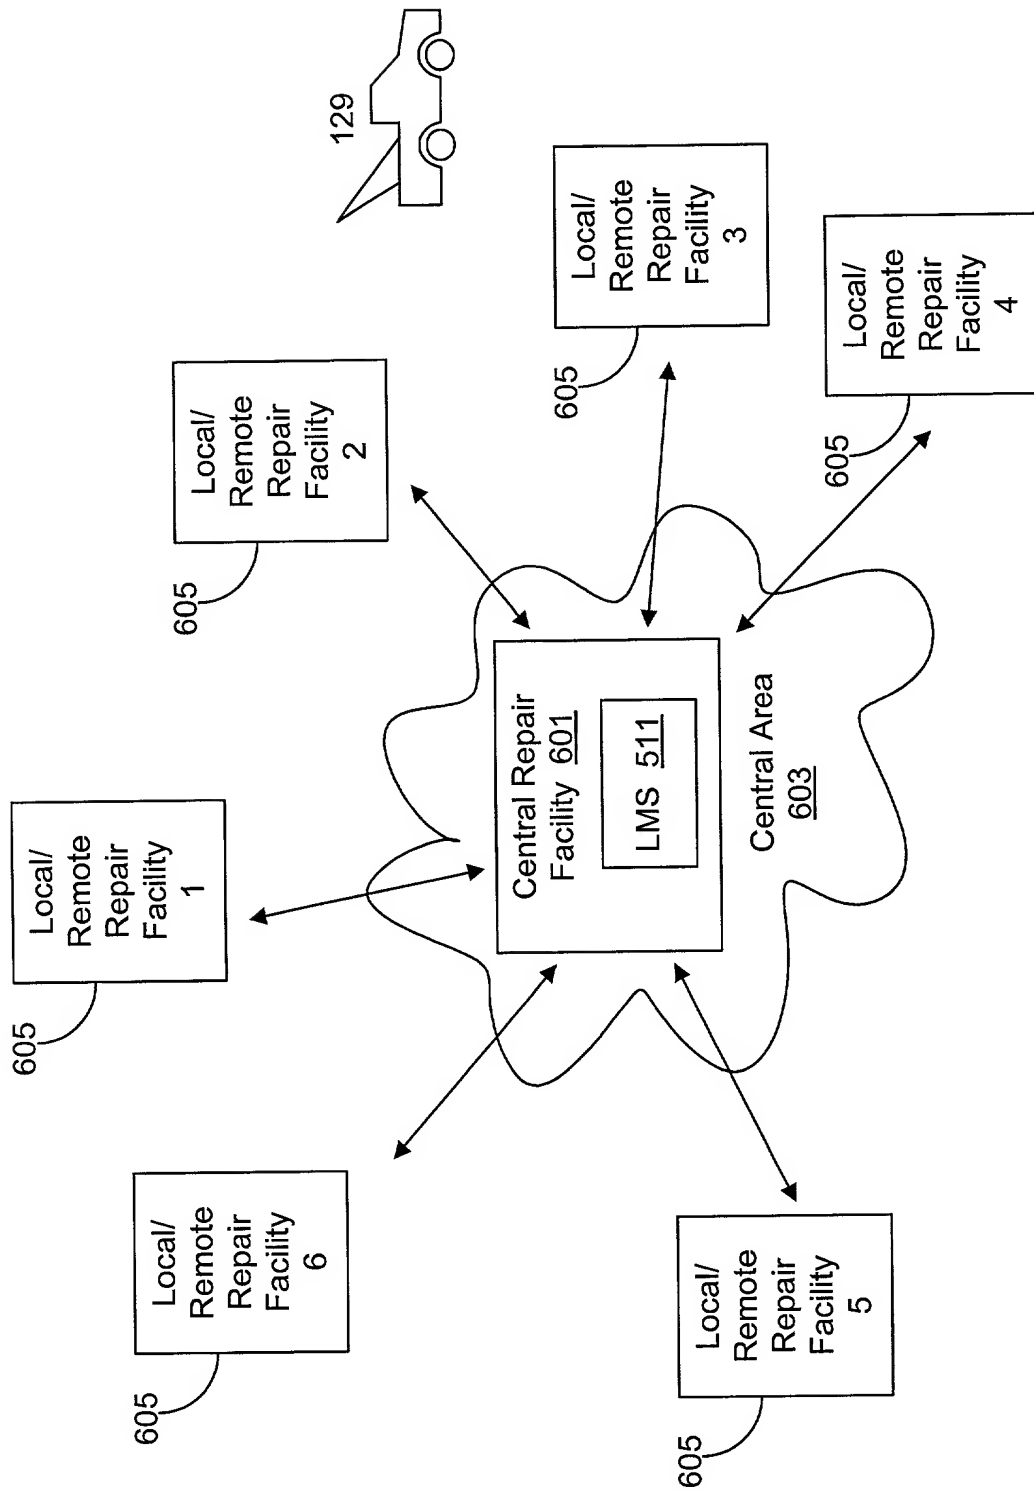 129
605
Local/
Remote
Repair
Facility
1
605
Local/
Remote
Repair
Facility
2
605
Local/
Remote
Repair
Facility
3
605
Local/
Remote
Repair
Facility
4
605
Local/
Remote
Repair
Facility
6
605
Local/
Remote
Repair
Facility
5
Central Repair
Facility 601
LMS 511
Central Area
603